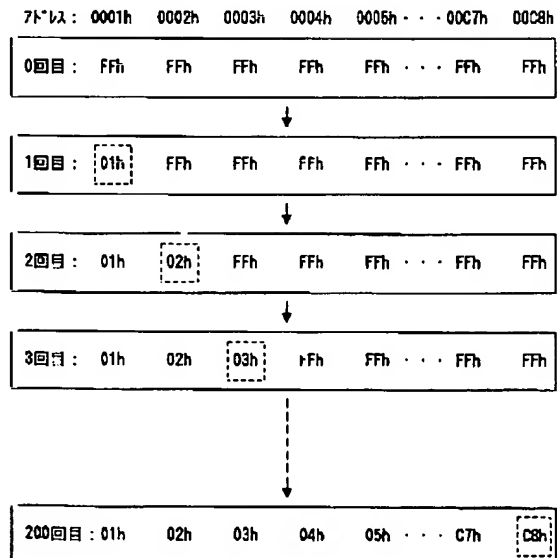 アドレス： 0001h 0002h 0003h 0004h 0005h ・・・ 00C7h 00C8h
0回目： FFh FFh FFh FFh FFh ・・・ FFh FFh
1回目： 01h FFh FFh FFh FFh ・・・ FFh FFh
2回目： 01h 02h FFh FFh FFh ・・・ FFh FFh
3回目： 01h 02h 03h FFh FFh ・・・ FFh FFh
200回目：01h 02h 03h 04h 05h ・・・ C7h C8h